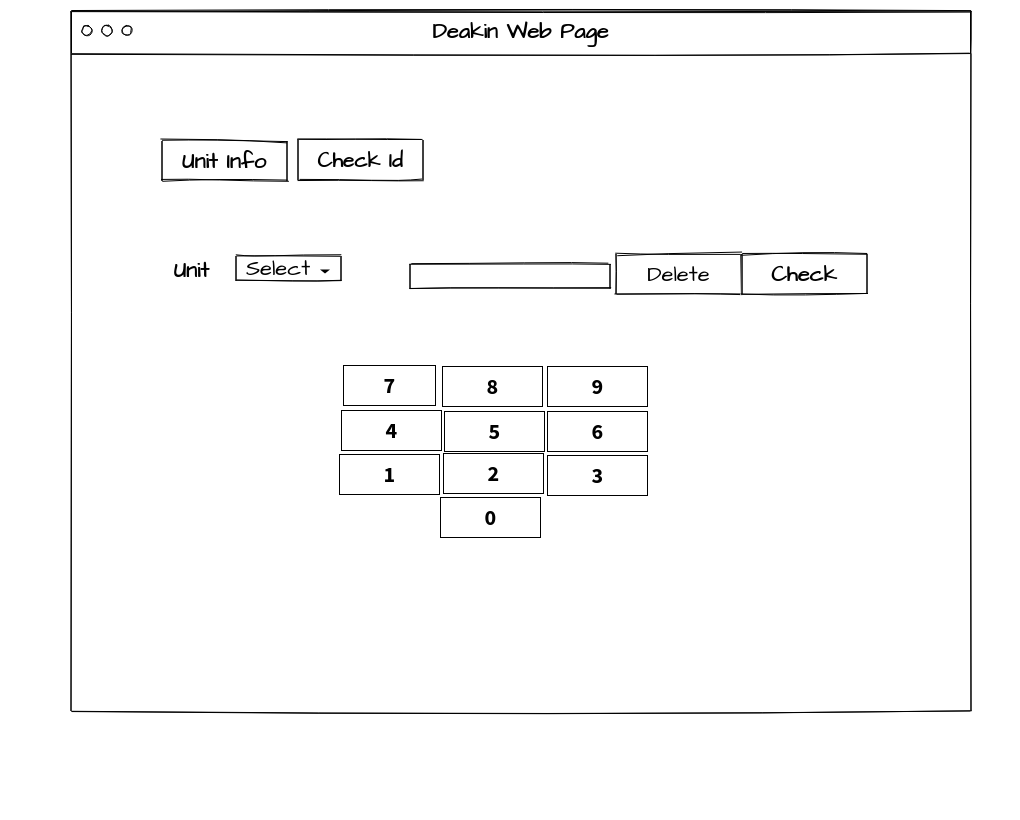 Deakin Web Page
Unit Info Check Id
Unit Select Delete Check
7 8 9
4 5 6
1 2 3
0